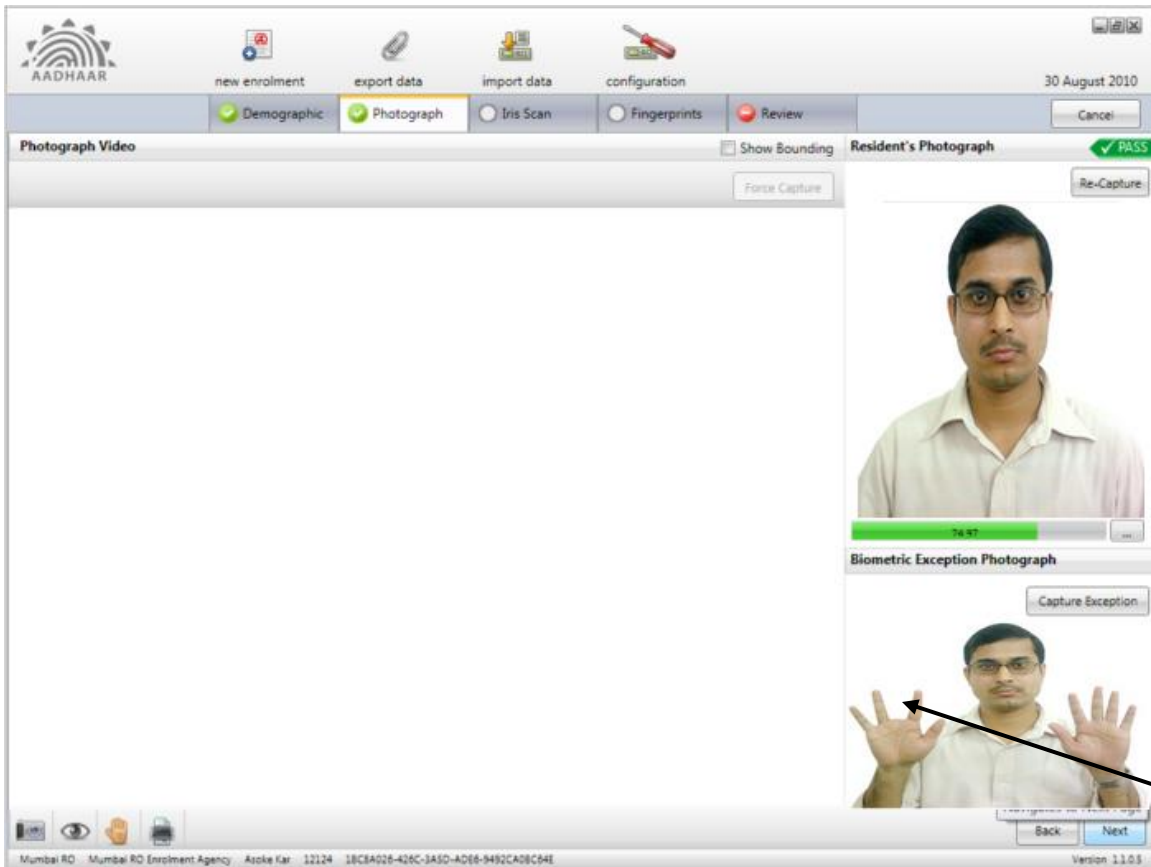 AADHAAR
new enrolment
export data
import data
configuration
30 August 2010
Demographic
Photograph
Iris Scan
Fingerprints
Review
Cancel
Photograph Video
Show Bounding
Resident's Photograph
PASS
Force Capture
Re-Capture
74.97
...
Biometric Exception Photograph
Capture Exception
Back
Next
Mumbai RO Mumbai RO Enrolment Agency Asoke Kar 12124
Version 1.1.0.5